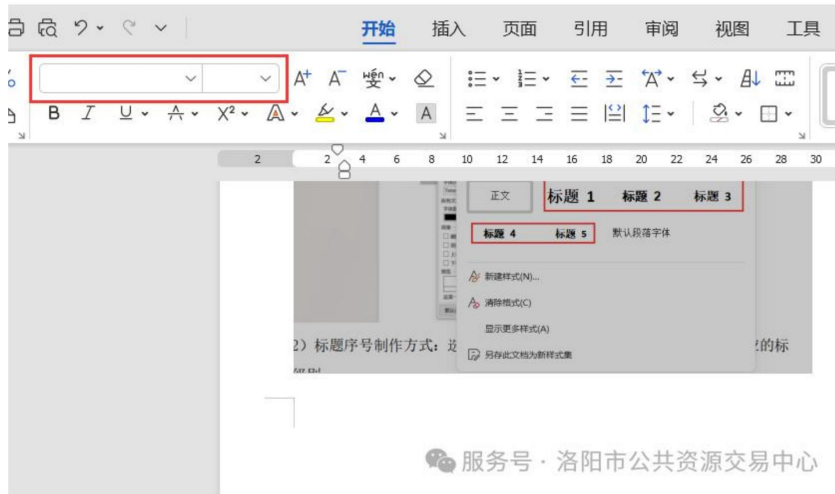 开始 插入 页面 引用 审阅 视图 工具
A+ A- wén 变 A
B I U A X² A A A
2 2 4 6 8 10 12 14 16 18 20 22 24 26 28 30
正文 标题 1 标题 2 标题 3
标题 4 标题 5 默认段落字体
新建样式(N)...
清除格式(C)
显示更多样式(A)
2）标题序号制作方式：选
的标
另存此文档为新样式集
服务号 · 洛阳市公共资源交易中心